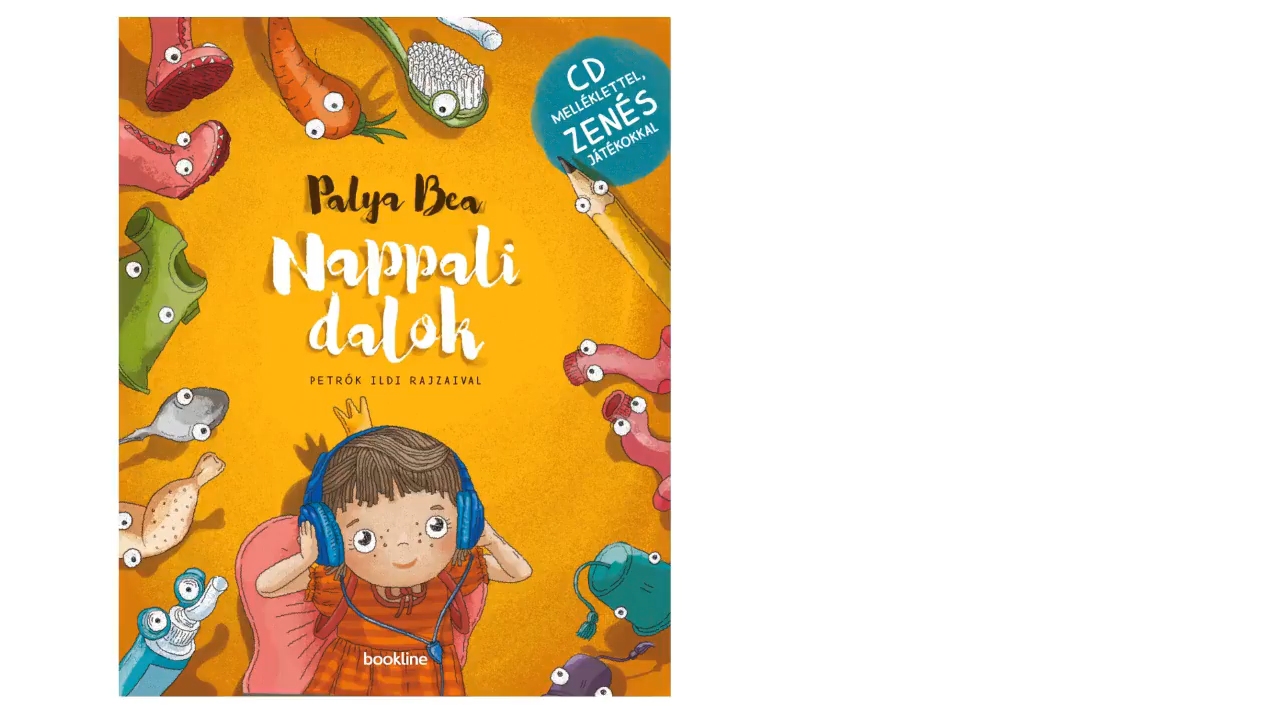 CD
MELLÉKLETTEL,
ZENÉS
JÁTÉKOKKAL
Palya Bea
Nappali
dalok
PETRÓK ILDI RAJZAIVAL
bookline